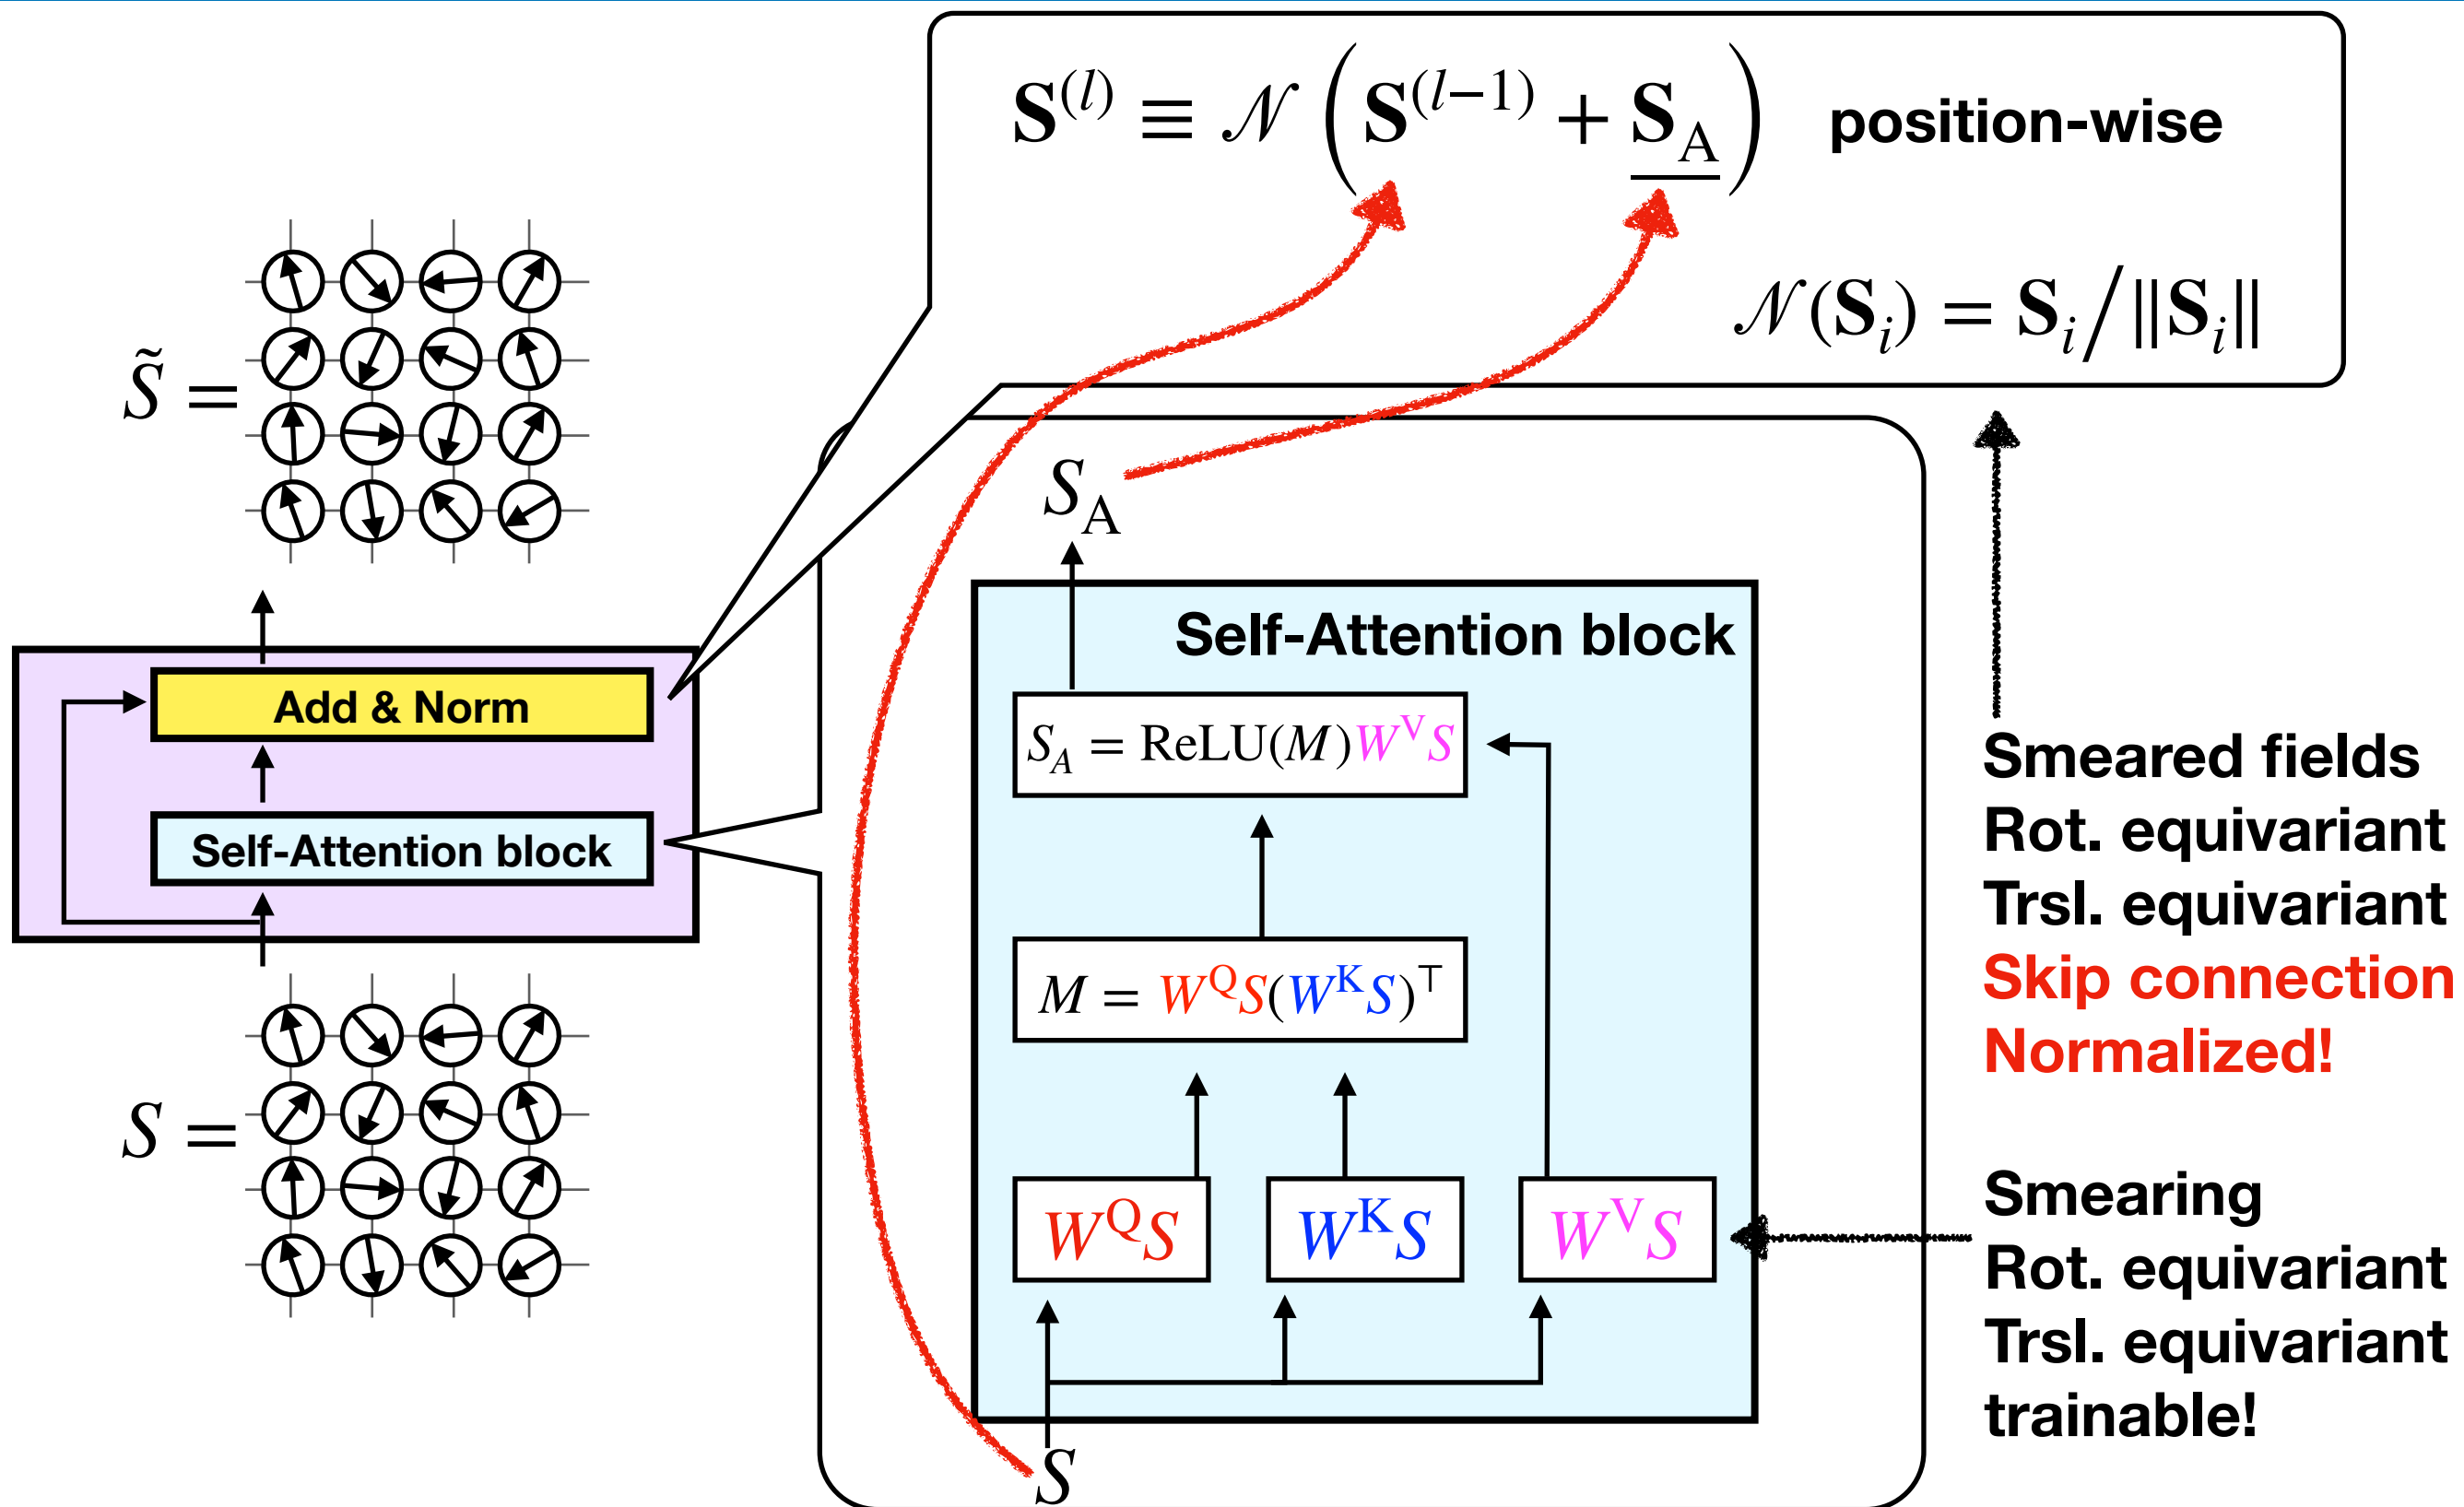 S^(l) ≡ 𝒩 (S^(l−1) + S_A) position-wise
𝒩(S_i) = S_i/‖S_i‖
S̃ =
Add & Norm
Self-Attention block
S =
S_A
Self-Attention block
S_A = ReLU(M)W^V S
M = W^Q S(W^K S)^⊤
W^Q S
W^K S
W^V S
S
Smeared fields
Rot. equivariant
Trsl. equivariant
Skip connection
Normalized!
Smearing
Rot. equivariant
Trsl. equivariant
trainable!